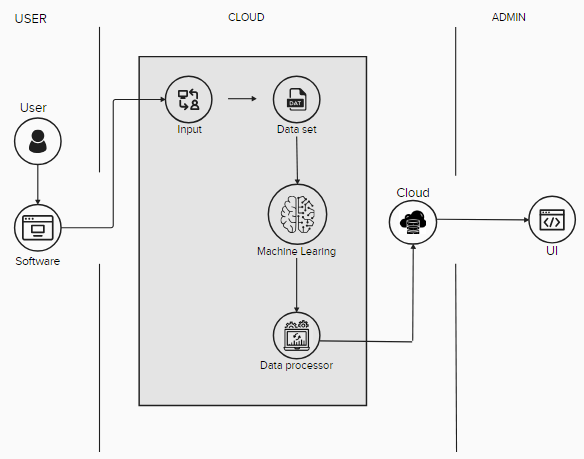 USER
CLOUD
ADMIN
User
Input
DAT
Data set
Software
Machine Learing
Cloud
UI
Data processor